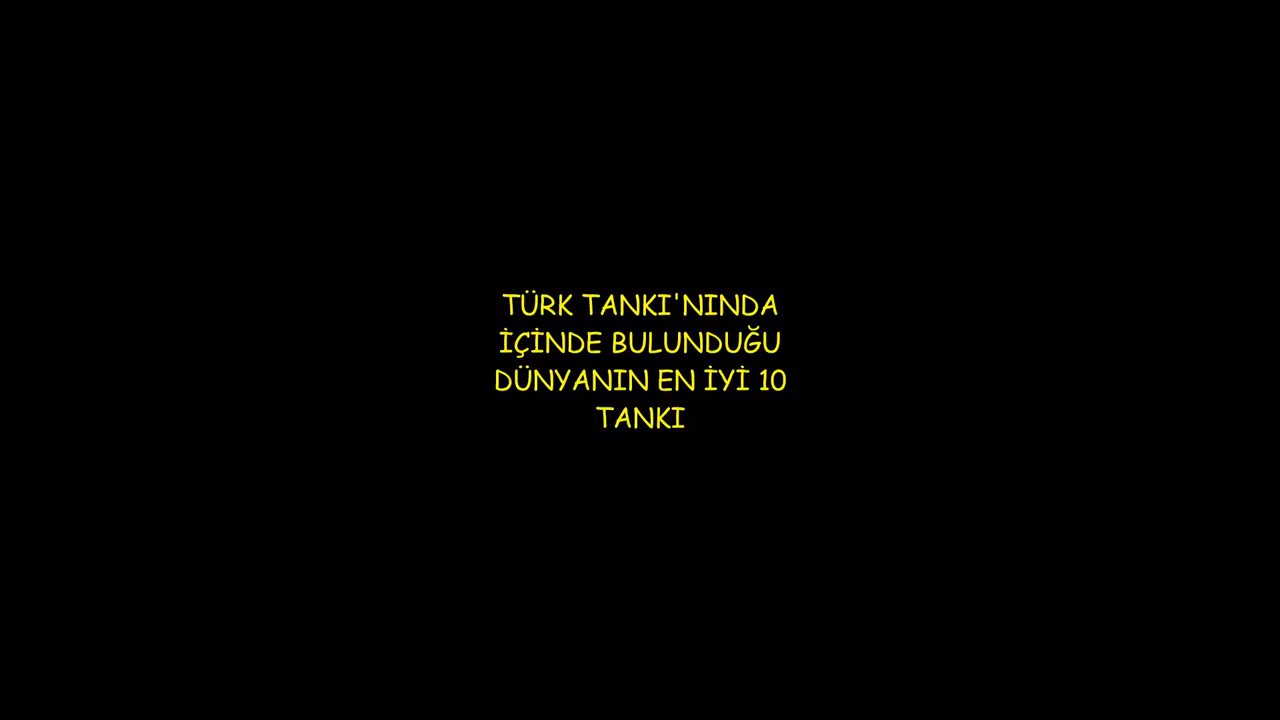 TÜRK TANKI'NINDA
İÇİNDE BULUNDUĞU
DÜNYANIN EN İYİ 10
TANKI